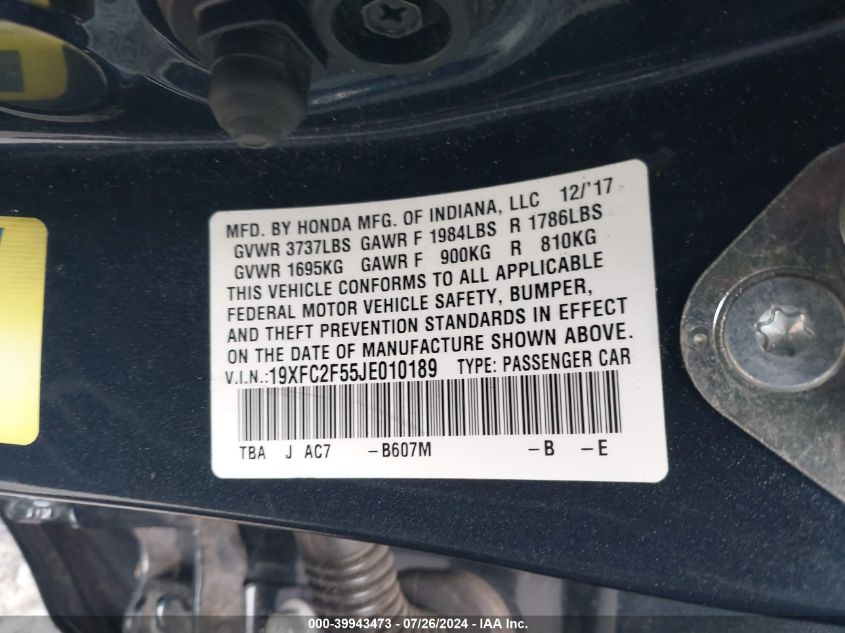 MFD. BY HONDA MFG. OF INDIANA, LLC 12/'17
GVWR 3737LBS GAWR F 1984LBS R 1786LBS
GVWR 1695KG GAWR F 900KG R 810KG
THIS VEHICLE CONFORMS TO ALL APPLICABLE
FEDERAL MOTOR VEHICLE SAFETY, BUMPER,
AND THEFT PREVENTION STANDARDS IN EFFECT
ON THE DATE OF MANUFACTURE SHOWN ABOVE.
V.I.N.:19XFC2F55JE010189 TYPE: PASSENGER CAR
TBA J AC7 -B607M -B -E
000-39943473 - 07/26/2024 - IAA Inc.